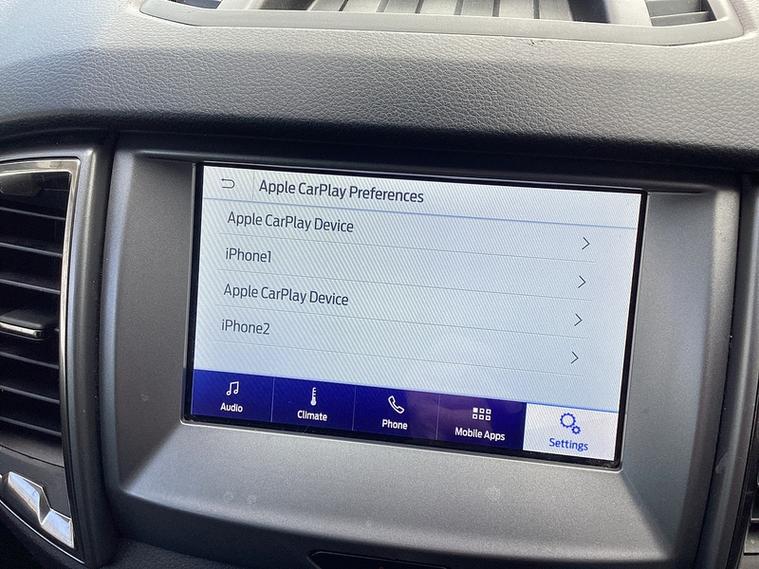 Apple CarPlay Preferences
Apple CarPlay Device
iPhone1
Apple CarPlay Device
iPhone2
Audio
Climate
Phone
Mobile Apps
Settings